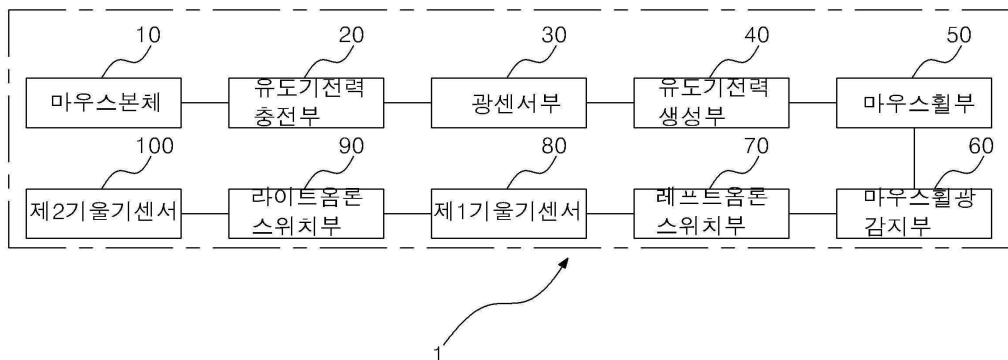 10
20
30
40
50
마우스본체
유도기전력
충전부
광센서부
유도기전력
생성부
마우스휠부
100
90
80
70
60
제2기울기센서
라이트옴론
스위치부
제1기울기센서
레프트옴론
스위치부
마우스휠광
감지부
1